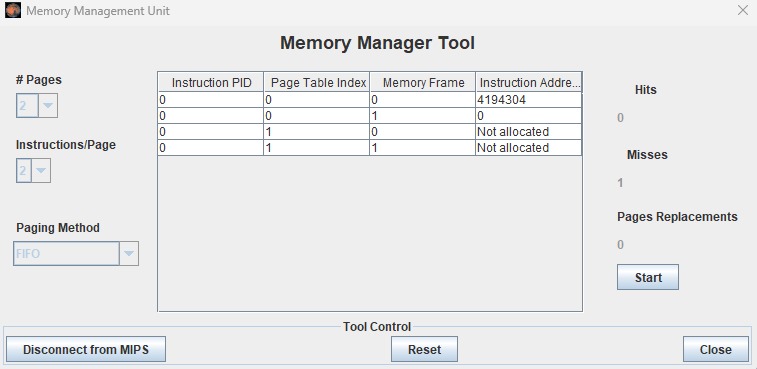 Memory Management Unit
Memory Manager Tool
# Pages
2
Instructions/Page
2
Paging Method
FIFO
Instruction PID Page Table Index Memory Frame Instruction Addre...
0 0 0 4194304
0 0 1 0
0 1 0 Not allocated
0 1 1 Not allocated
Hits
0
Misses
1
Pages Replacements
0
Start
Tool Control
Disconnect from MIPS Reset Close